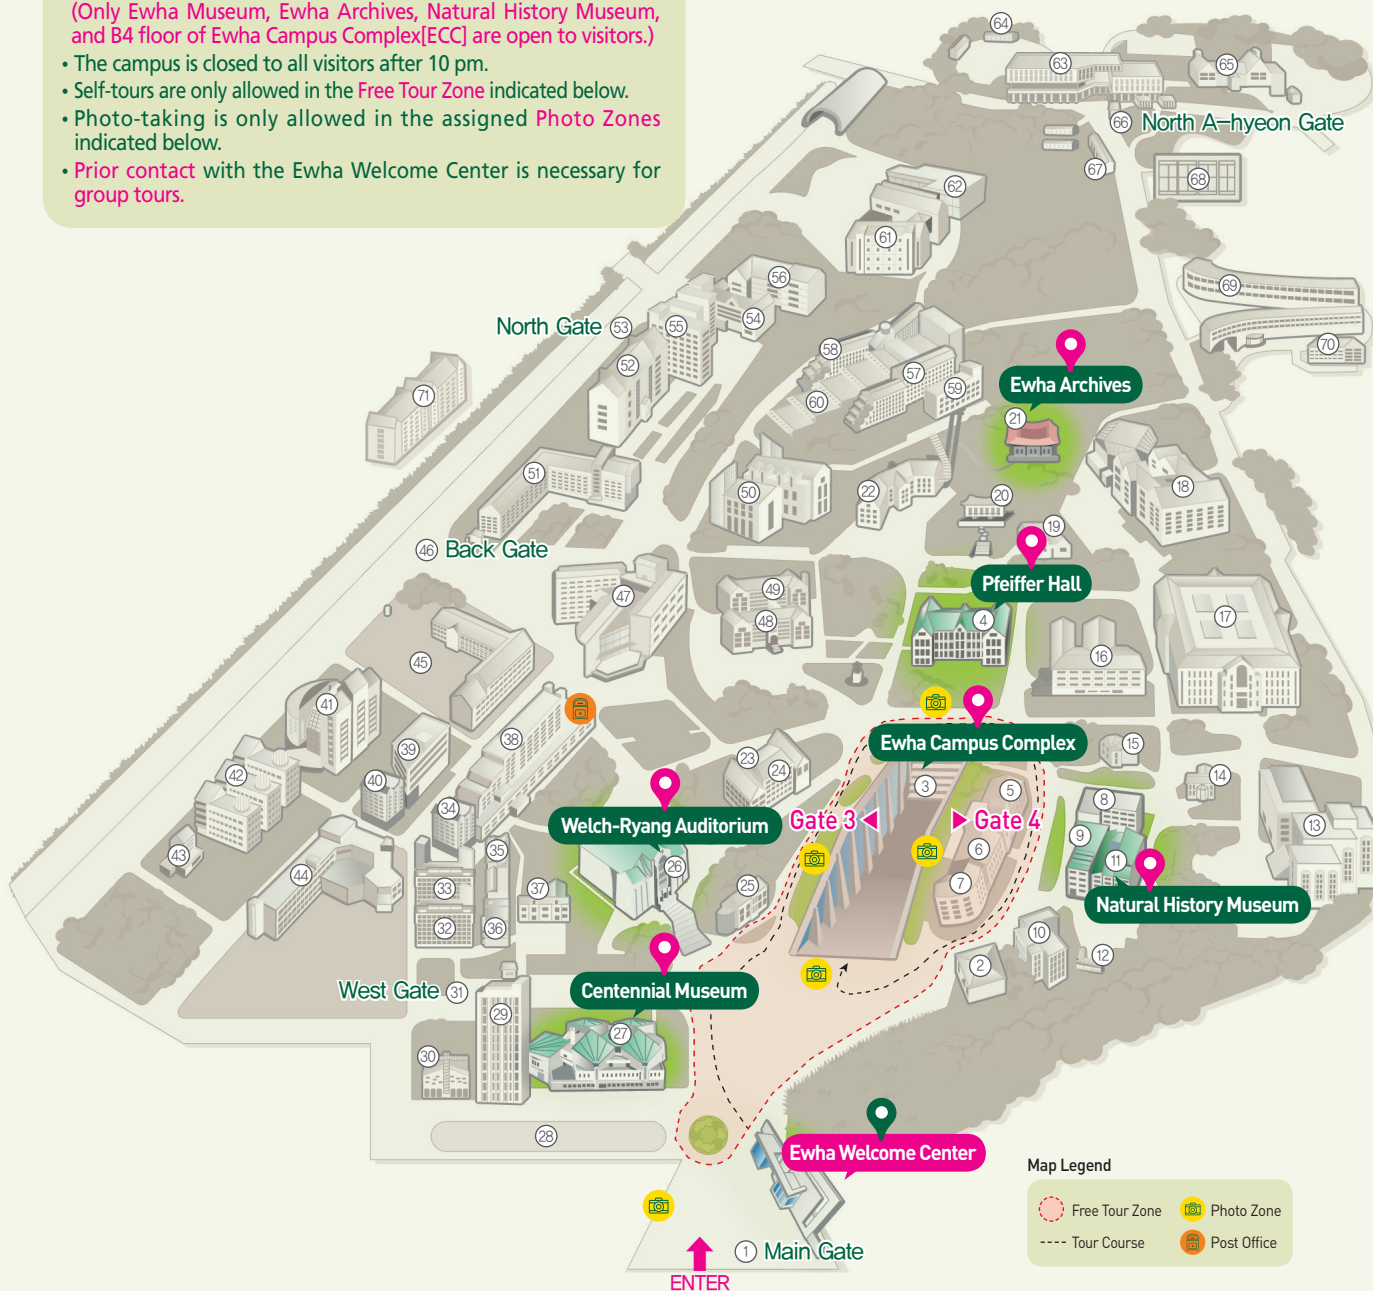 (Only Ewha Museum, Ewha Archives, Natural History Museum,
and B4 floor of Ewha Campus Complex[ECC] are open to visitors.)
• The campus is closed to all visitors after 10 pm.
• Self-tours are only allowed in the Free Tour Zone indicated below.
• Photo-taking is only allowed in the assigned Photo Zones
indicated below.
• Prior contact with the Ewha Welcome Center is necessary for
group tours.
64
63
65
66
North A-hyeon Gate
67
68
62
61
69
70
56
54
55
North Gate 53
52
58
57
59
60
Ewha Archives
21
71
51
50
22
20
19
18
46 Back Gate
Pfeiffer Hall
47
49
48
4
17
16
45
41
38
39
42
40
34
43
44
35
33
32
36
37
23
24
Ewha Campus Complex
3
5
15
14
Gate 3 ◀
▶ Gate 4
6
7
8
9
11
13
Welch-Ryang Auditorium
26
25
Natural History Museum
10
12
2
Centennial Museum
West Gate 31
29
27
30
28
Ewha Welcome Center
1 Main Gate
ENTER
Map Legend
Free Tour Zone
Photo Zone
Tour Course
Post Office